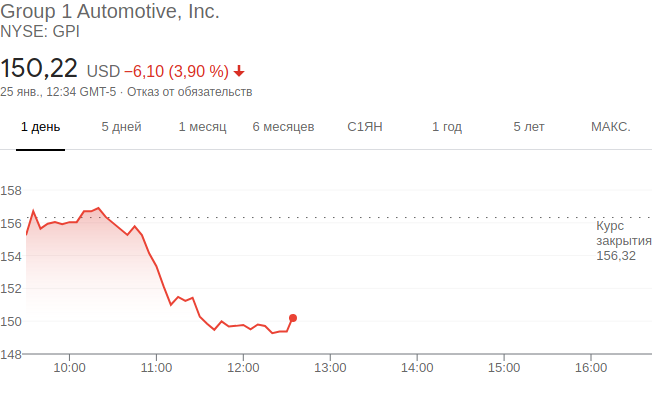 Group 1 Automotive, Inc.
NYSE: GPI
150,22 USD −6,10 (3,90 %)
25 янв., 12:34 GMT-5 · Отказ от обязательств
1 день 5 дней 1 месяц 6 месяцев С1ЯН 1 год 5 лет МАКС.
158
156
154
152
150
148
Курс
закрытия
156,32
10:00 11:00 12:00 13:00 14:00 15:00 16:00